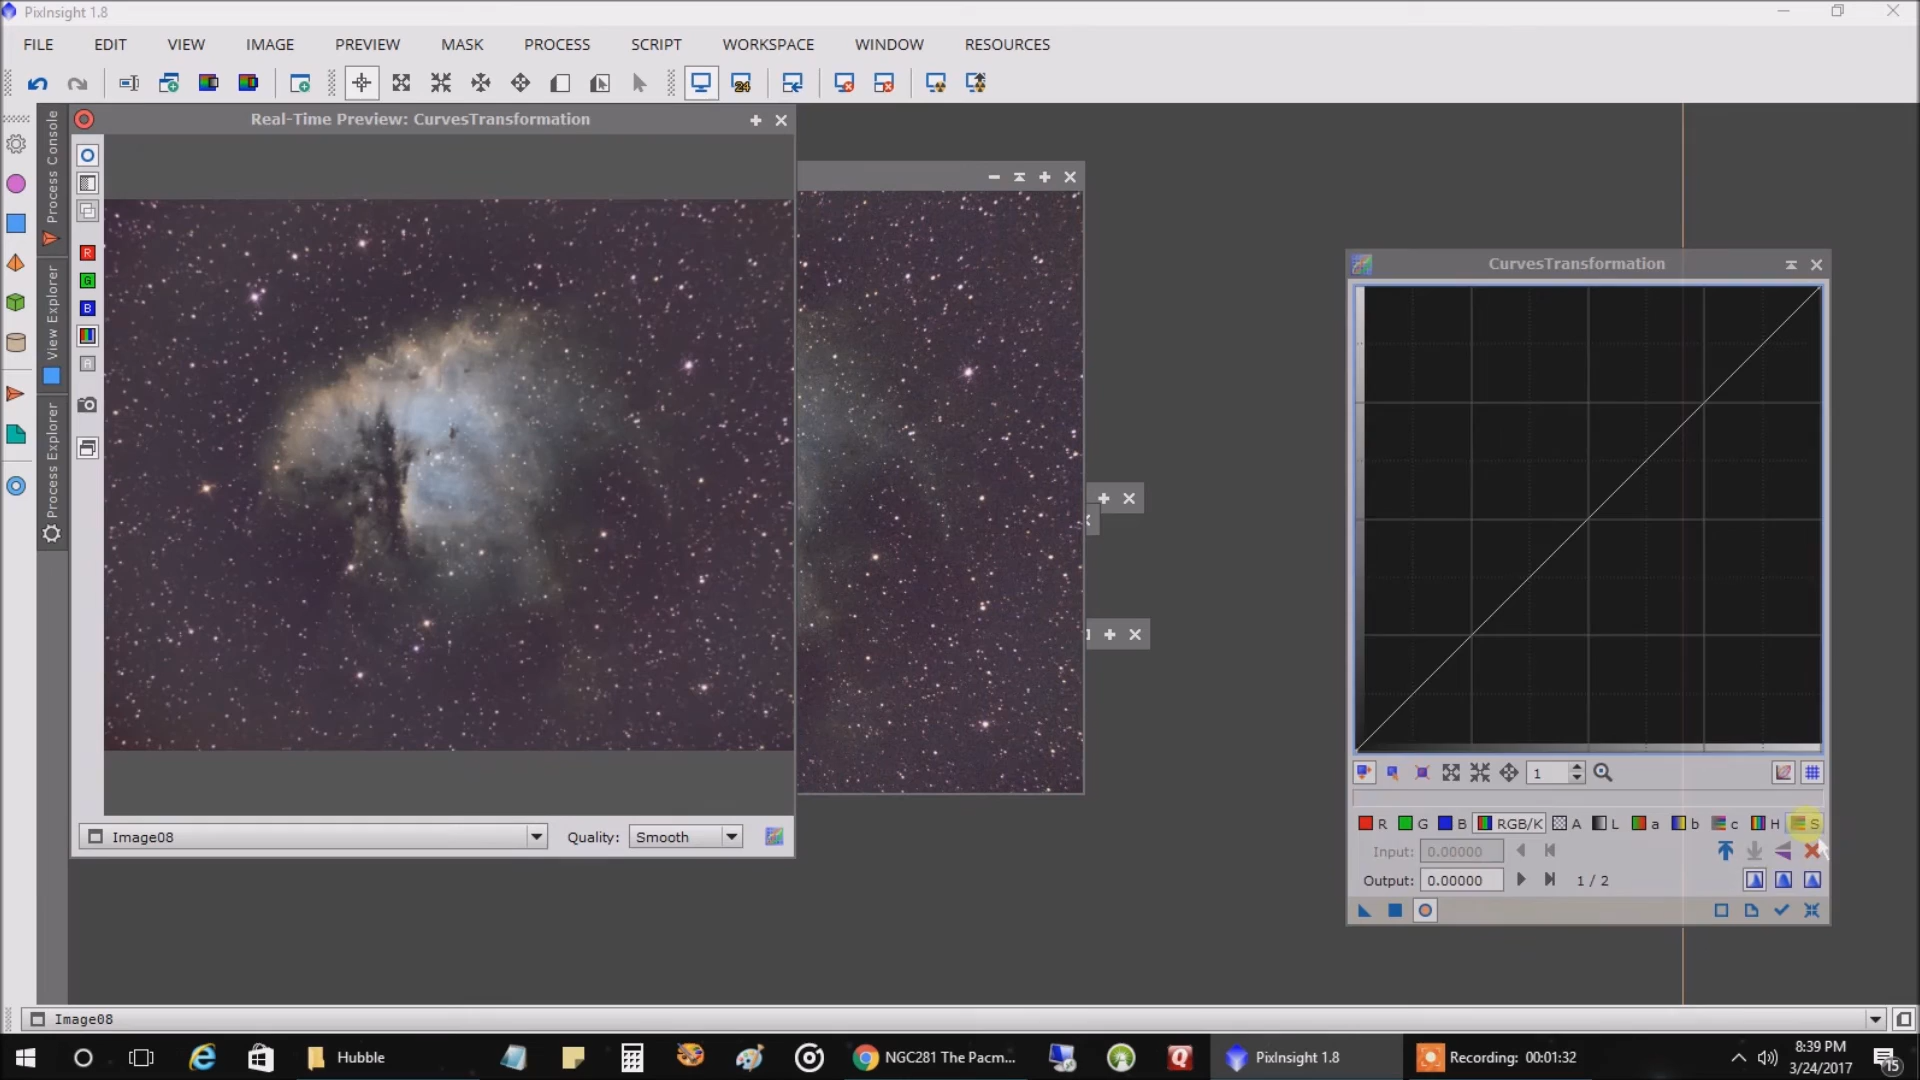 PixInsight 1.8
FILE EDIT VIEW IMAGE PREVIEW MASK PROCESS SCRIPT WORKSPACE WINDOW RESOURCES
24
Process Console
View Explorer
Process Explorer
Real-Time Preview: CurvesTransformation
R
G
B
A
Image08
Quality: Smooth
CurvesTransformation
1
R G B RGB/K A L a b c H S
Input: 0.00000
Output: 0.00000 1 / 2
Image08
Hubble
NGC281 The Pacm...
PixInsight 1.8
Recording: 00:01:32
8:39 PM
3/24/2017
15